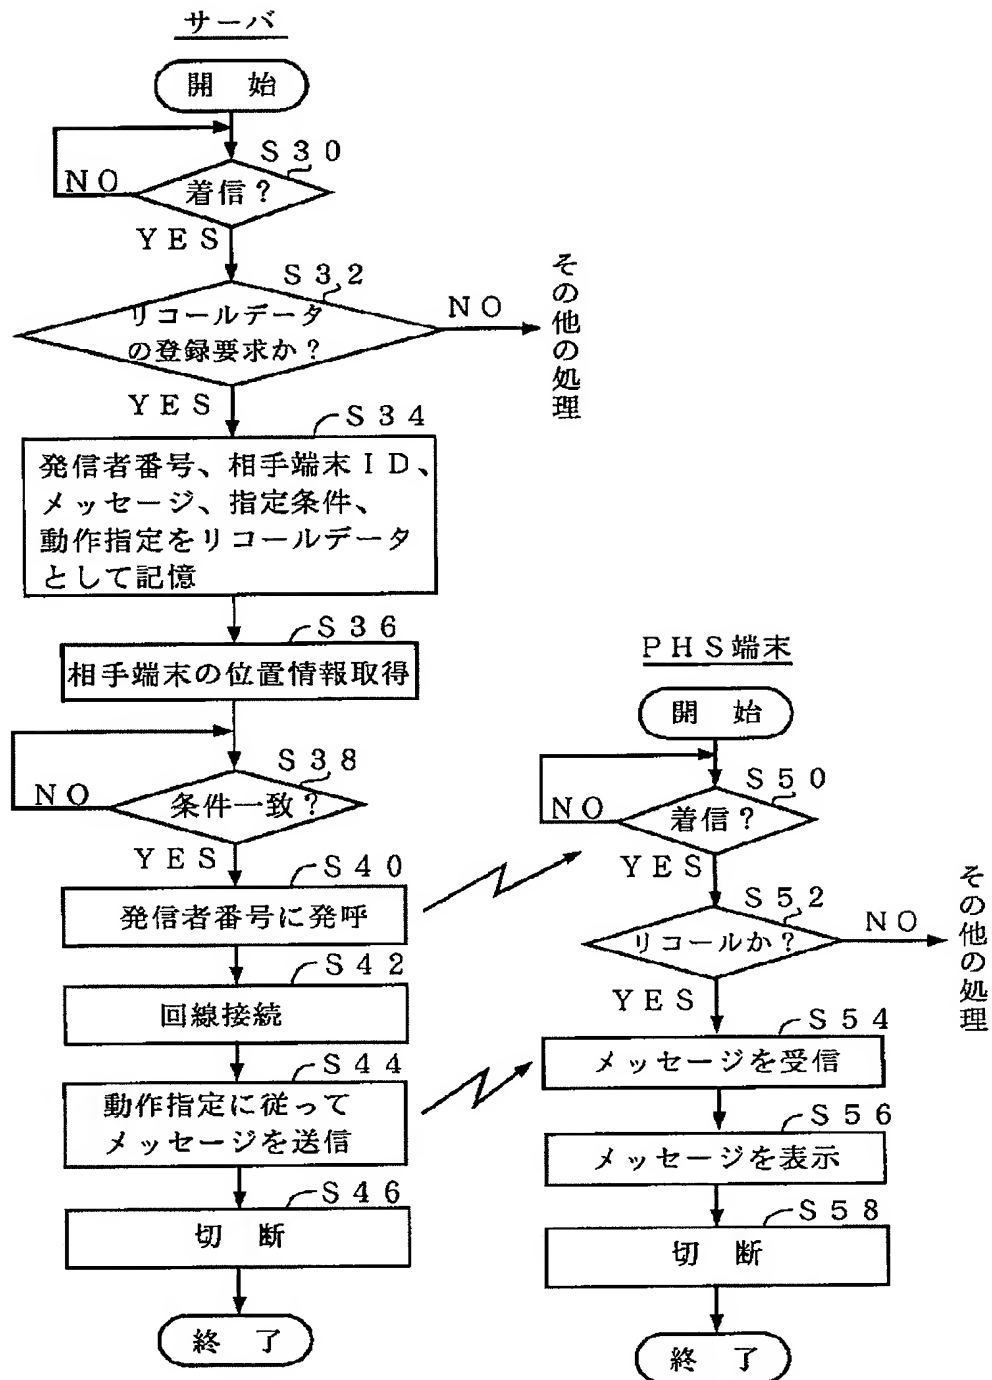 サーバ
開 始
S30
着信?
NO
YES
S32
リコールデータ
の登録要求か?
NO
その他の処理
YES
S34
発信者番号、相手端末ID、
メッセージ、指定条件、
動作指定をリコールデータ
として記憶
S36
相手端末の位置情報取得
S38
条件一致?
NO
YES
S40
発信者番号に発呼
S42
回線接続
S44
動作指定に従って
メッセージを送信
S46
切 断
終 了
PHS端末
開 始
S50
着信?
NO
YES
S52
リコールか?
NO
その他の処理
YES
S54
メッセージを受信
S56
メッセージを表示
S58
切 断
終 了